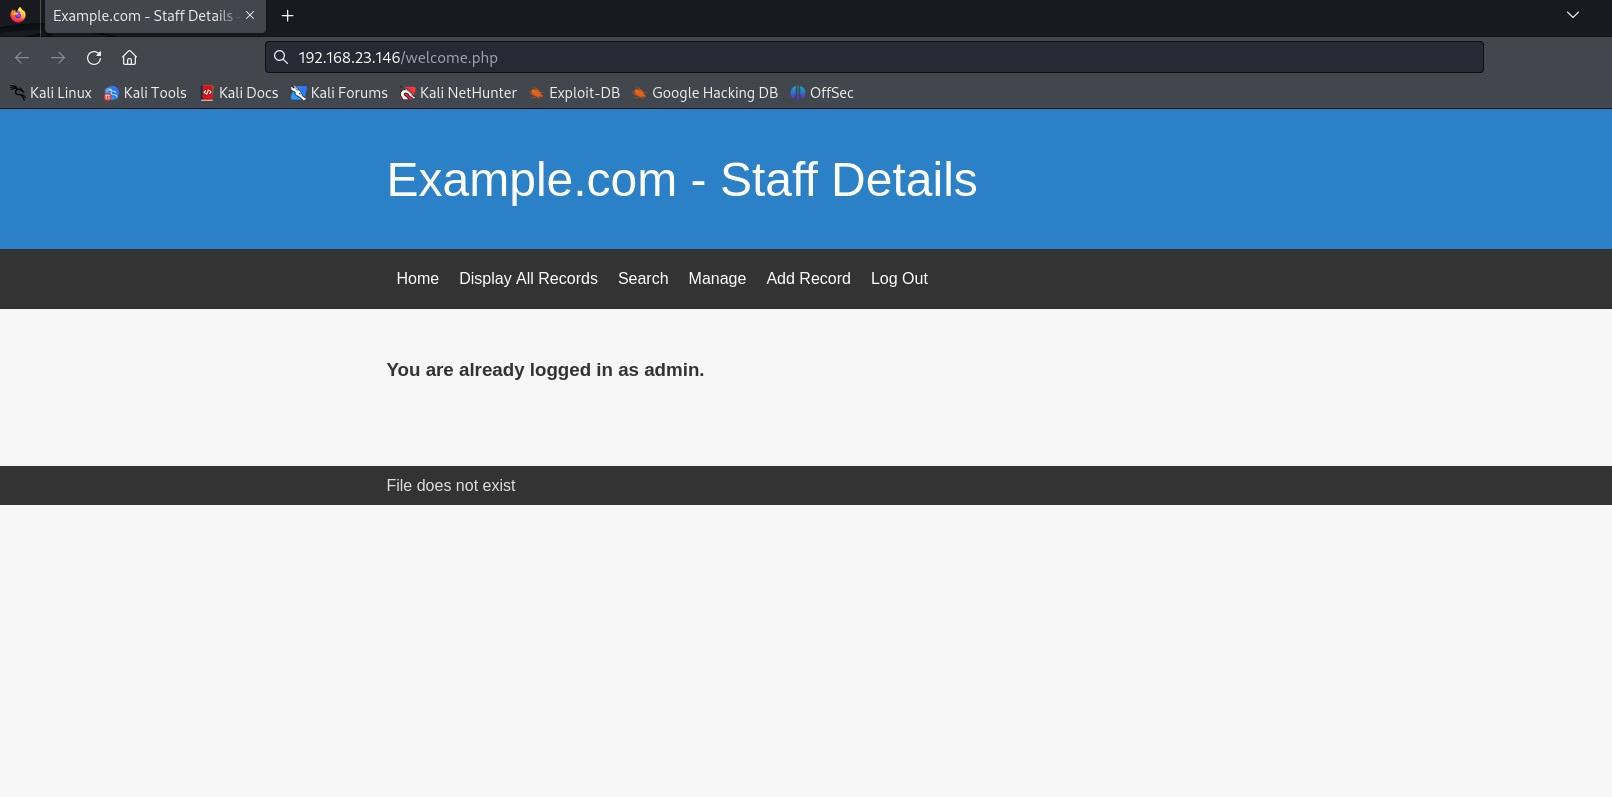 Example.com - Staff Details
192.168.23.146/welcome.php
Kali Linux Kali Tools Kali Docs Kali Forums Kali NetHunter Exploit-DB Google Hacking DB OffSec
Example.com - Staff Details
Home Display All Records Search Manage Add Record Log Out
You are already logged in as admin.
File does not exist